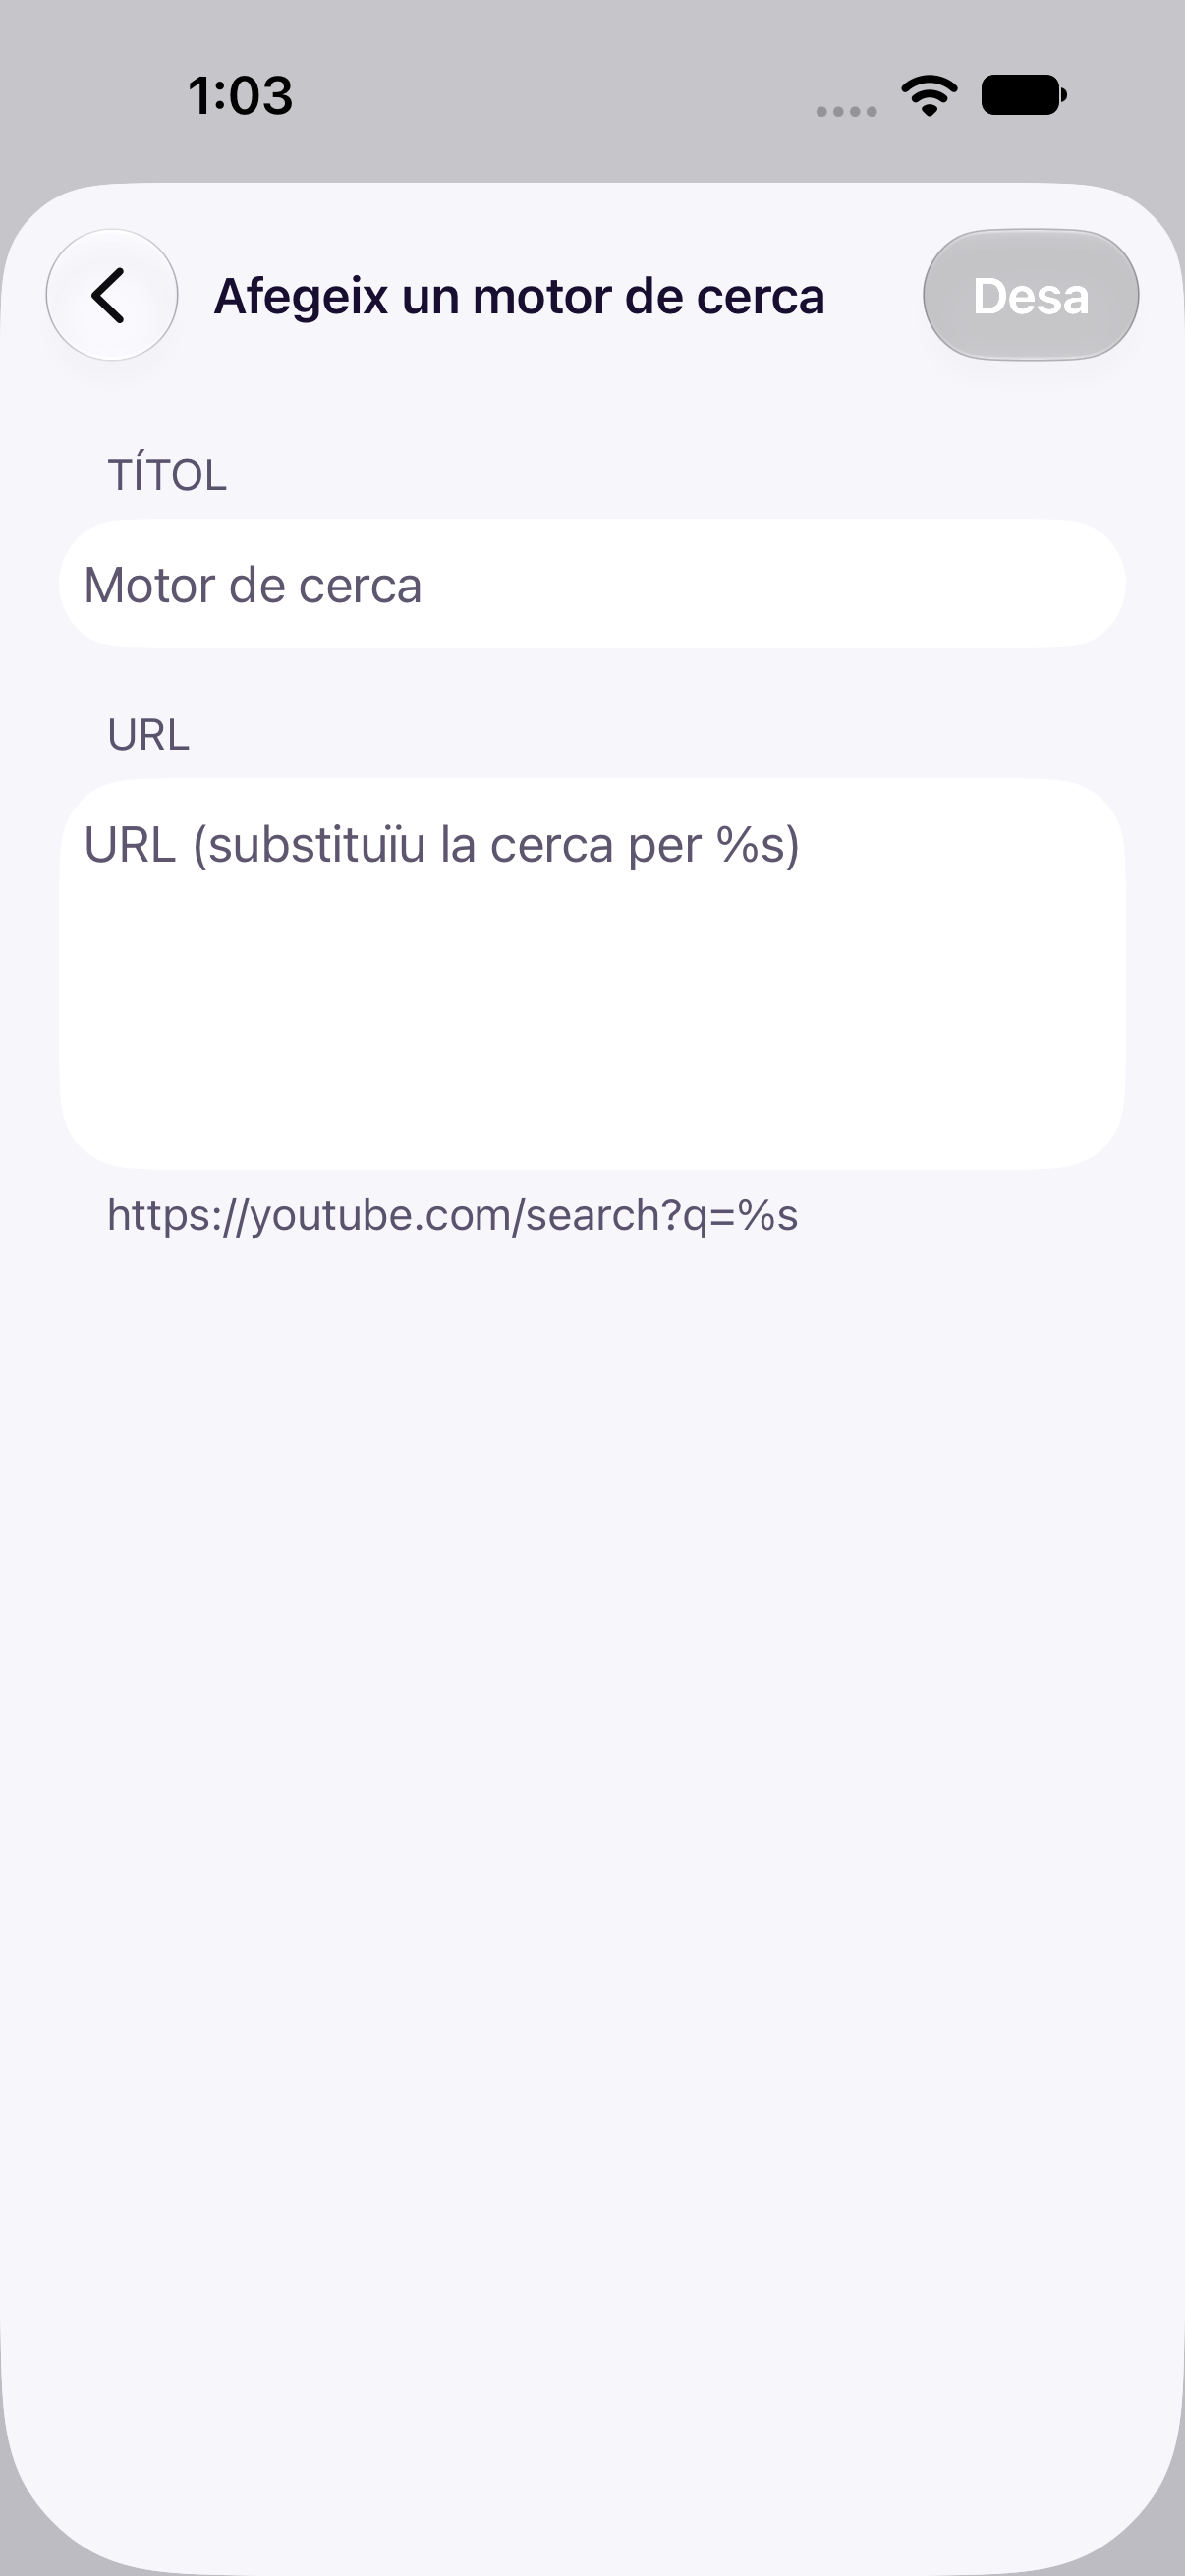 1:03
Afegeix un motor de cerca
Desa
TÍTOL
Motor de cerca
URL
URL (substituïu la cerca per %s)
https://youtube.com/search?q=%s